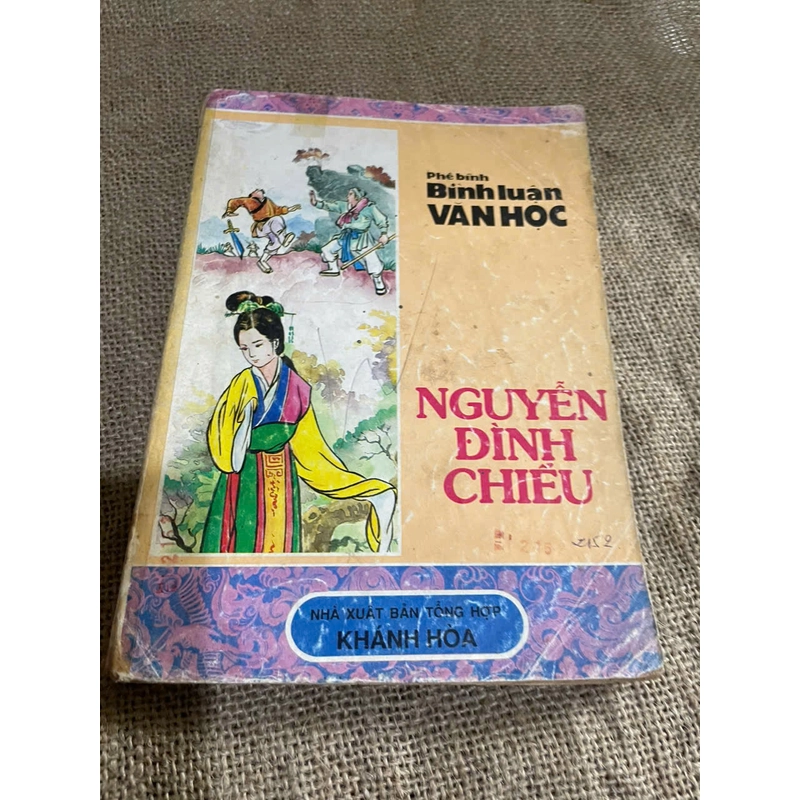 Phê bình
Bình luận
VĂN HỌC
NGUYỄN
ĐÌNH
CHIỂU
NHÀ XUẤT BẢN TỔNG HỢP
KHÁNH HÒA